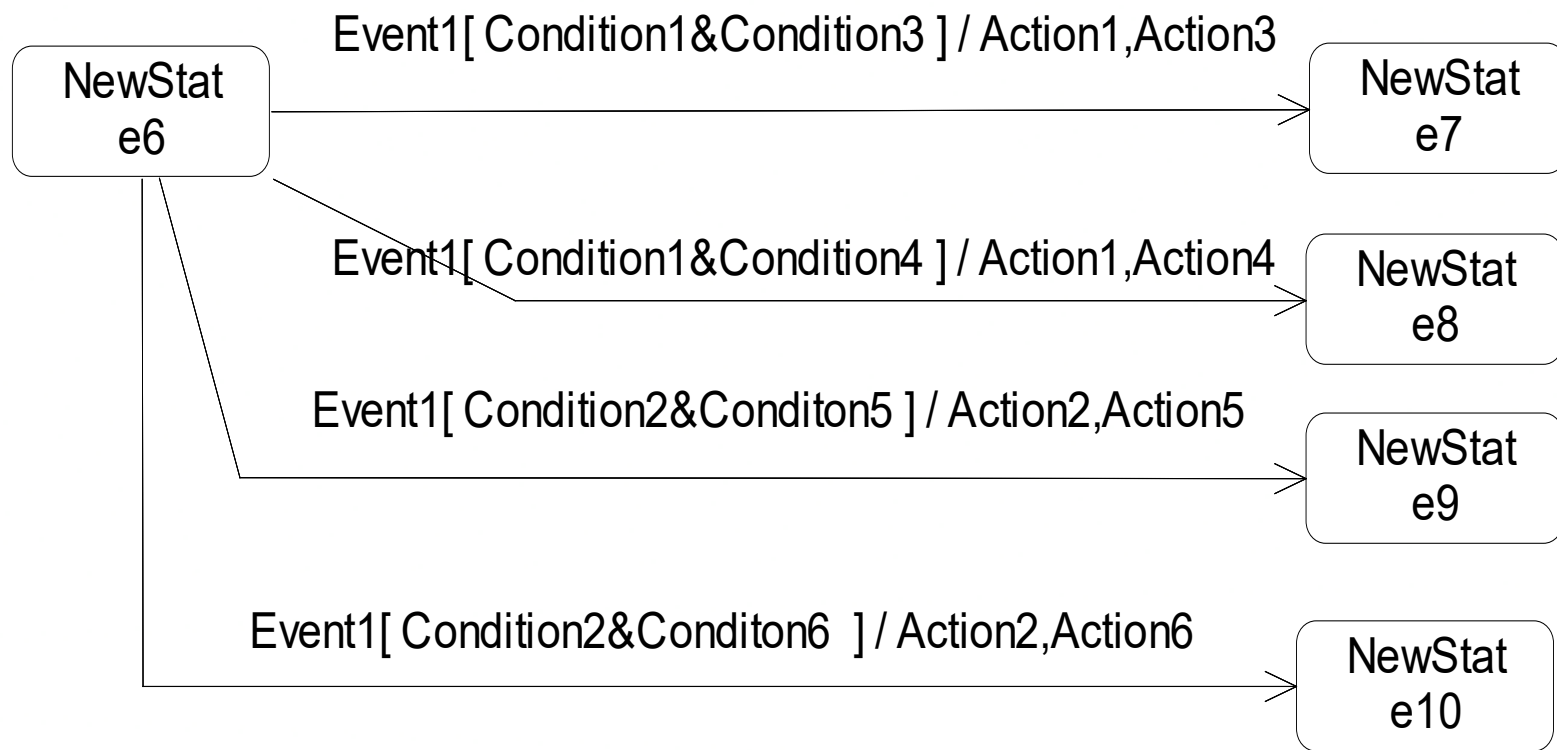 Event1[ Condition1&Condition3 ] / Action1,Action3
NewStat
e6
NewStat
e7
Event1[ Condition1&Condition4 ] / Action1,Action4
NewStat
e8
Event1[ Condition2&Conditon5 ] / Action2,Action5
NewStat
e9
Event1[ Condition2&Conditon6  ] / Action2,Action6
NewStat
e10